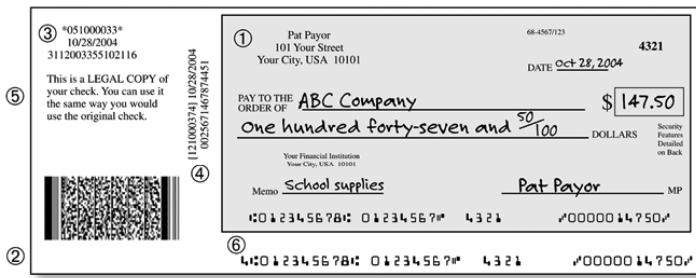 ③ *051000033*
10/28/2004
3112003355102116
This is a LEGAL COPY of
your check. You can use it
the same way you would
use the original check.
⑤
②
[121000374] 10/28/2004
0025671467874451
④
①
Pat Payor
101 Your Street
Your City, USA 10101
68-4567/123
4321
DATE Oct 28, 2004
PAY TO THE
ORDER OF ABC Company $ 147.50
One hundred forty-seven and 50/100 DOLLARS
Security
Features
Detailed
on Back
Your Financial Institution
Your City, USA 10101
Memo School supplies Pat Payor MP
⑆012345678⑆ 01234567⑈ 4321 ⑇0000014750⑇
⑥
4⑆012345678⑆ 01234567⑈ 4321 ⑇0000014750⑇